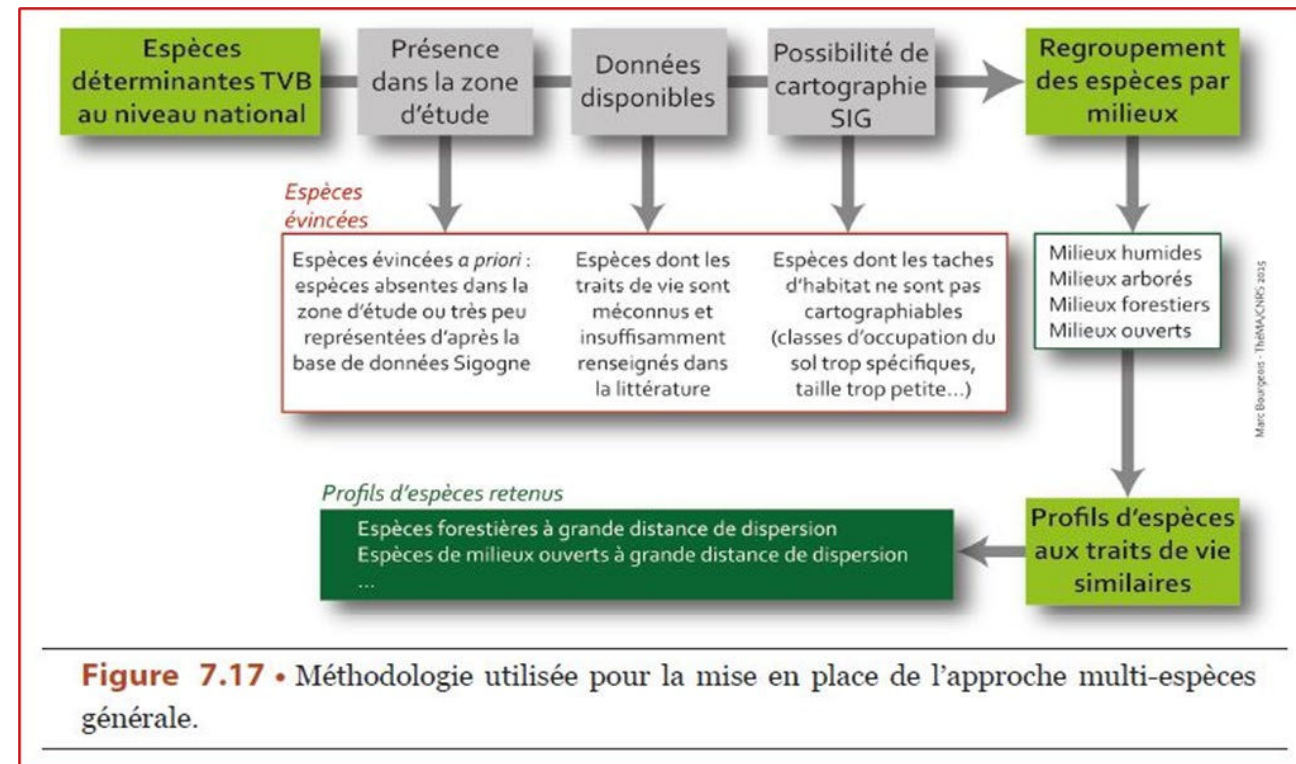 Espèces
déterminantes TVB
au niveau national
Présence
dans la zone
d'étude
Données
disponibles
Possibilité de
cartographie
SIG
Regroupement
des espèces par
milieux
Espèces
évincées
Espèces évincées a priori :
espèces absentes dans la
zone d'étude ou très peu
représentées d'après la
base de données Sigogne
Espèces dont les
traits de vie sont
méconnus et
insuffisamment
renseignés dans
la littérature
Espèces dont les taches
d'habitat ne sont pas
cartographiables
(classes d'occupation du
sol trop spécifiques,
taille trop petite...)
Milieux humides
Milieux arborés
Milieux forestiers
Milieux ouverts
Marc Bourgeois - ThéMA/CNRS 2015
Profils d'espèces retenus
Espèces forestières à grande distance de dispersion
Espèces de milieux ouverts à grande distance de dispersion
...
Profils d'espèces
aux traits de vie
similaires
Figure 7.17 • Méthodologie utilisée pour la mise en place de l'approche multi-espèces
générale.